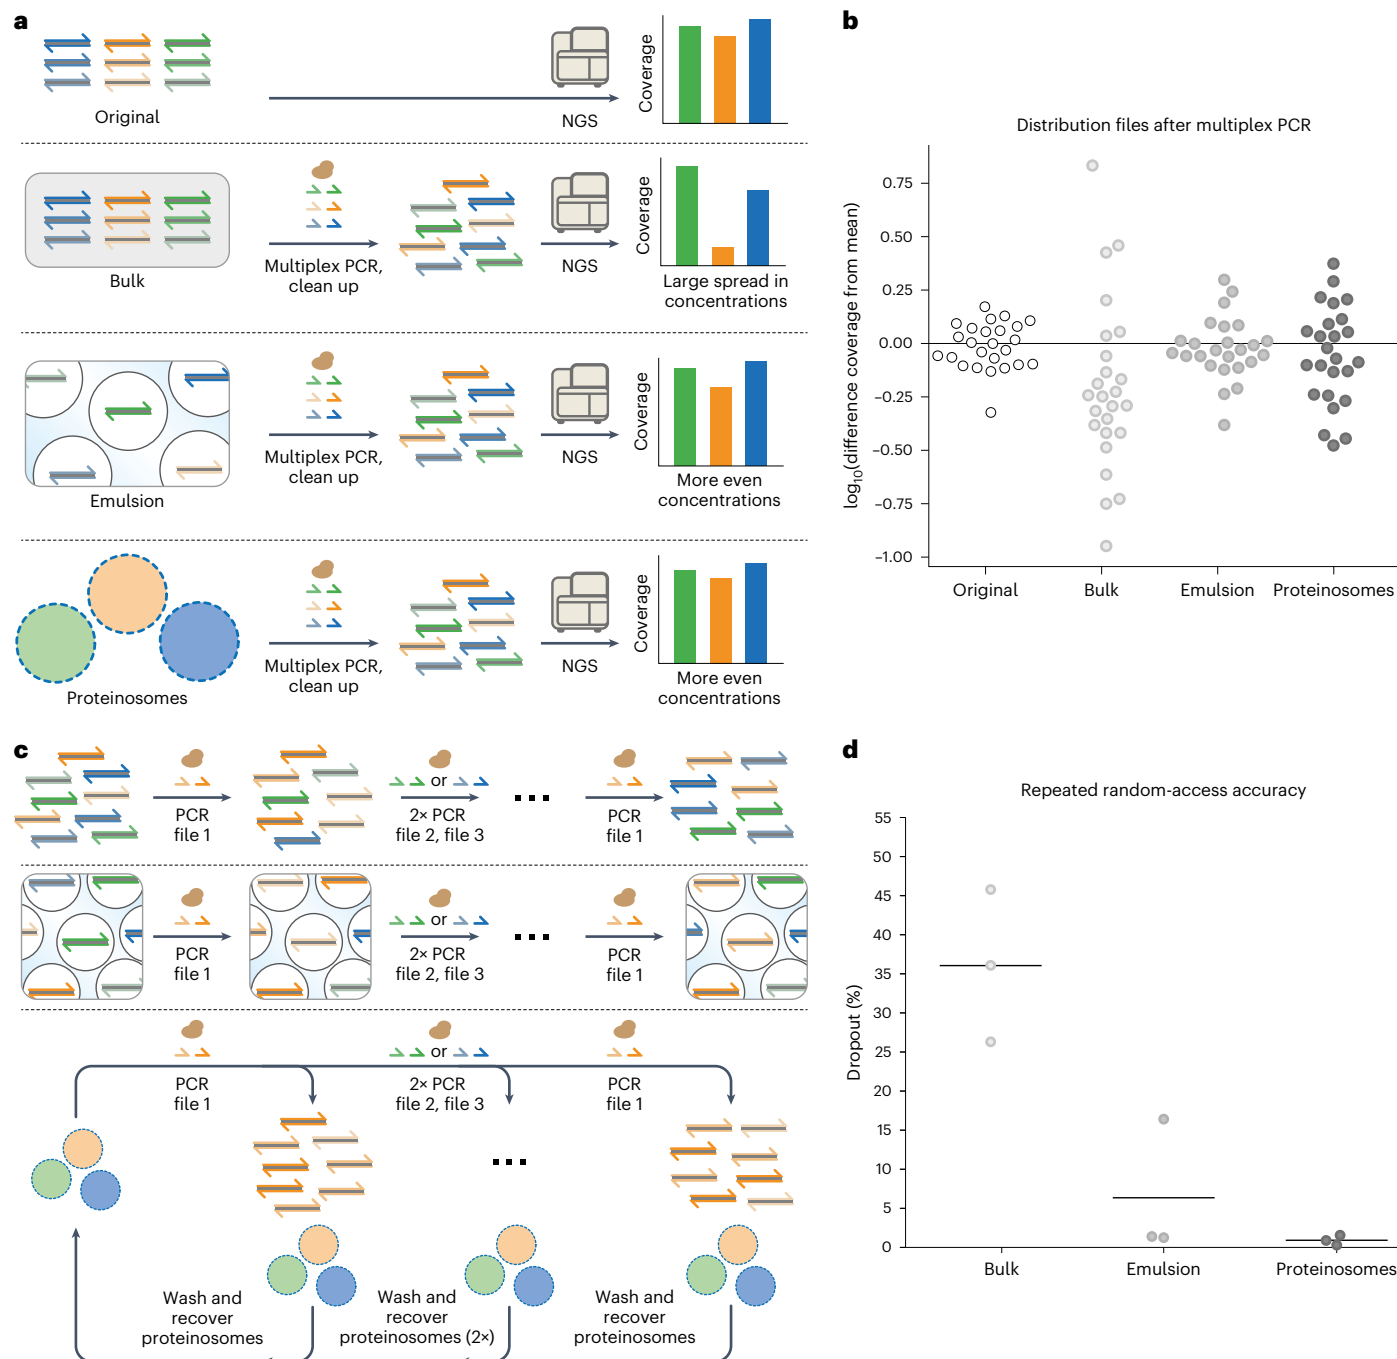 a
Original
NGS
Coverage
Bulk
Multiplex PCR,
clean up
NGS
Coverage
Large spread in
concentrations
Emulsion
Multiplex PCR,
clean up
NGS
Coverage
More even
concentrations
Proteinosomes
Multiplex PCR,
clean up
NGS
Coverage
More even
concentrations
b
Distribution files after multiplex PCR
log10(difference coverage from mean)
0.75
0.50
0.25
0.00
−0.25
−0.50
−0.75
−1.00
Original
Bulk
Emulsion
Proteinosomes
c
PCR
file 1
or
2× PCR
file 2, file 3
PCR
file 1
PCR
file 1
or
2× PCR
file 2, file 3
PCR
file 1
PCR
file 1
or
2× PCR
file 2, file 3
PCR
file 1
Wash and
recover
proteinosomes
Wash and
recover
proteinosomes (2×)
Wash and
recover
proteinosomes
d
Repeated random-access accuracy
Dropout (%)
55
50
45
40
35
30
25
20
15
10
5
0
Bulk
Emulsion
Proteinosomes